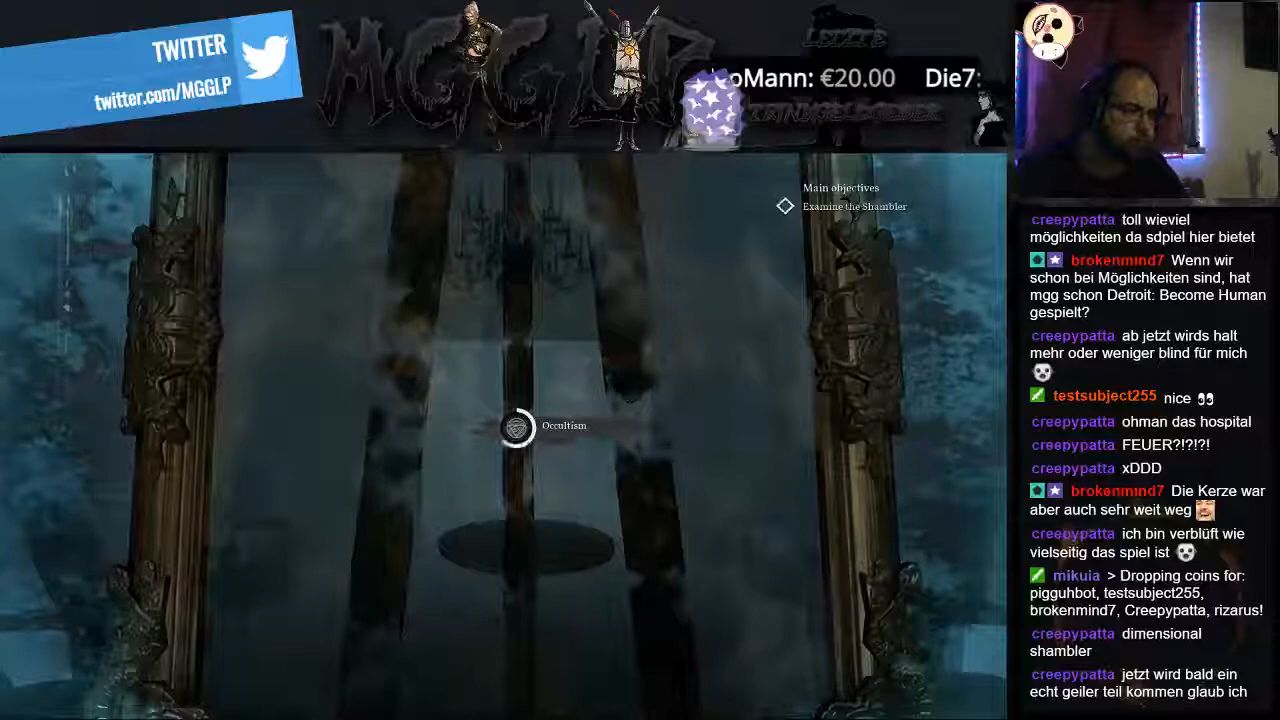 TWITTER
twitter.com/MGGLP
MGGLP
LETZTE
oMann: €20.00 Die7:
Main objectives
Examine the Shambler
Occultism
creepypatta toll wieviel
möglichkeiten da sdpiel hier bietet
brokenmind7 Wenn wir
schon bei Möglichkeiten sind, hat
mgg schon Detroit: Become Human
gespielt?
creepypatta ab jetzt wirds halt
mehr oder weniger blind für mich
testsubject255 nice
creepypatta ohman das hospital
creepypatta FEUER?!?!?!
creepypatta xDDD
brokenmind7 Die Kerze war
aber auch sehr weit weg
creepypatta ich bin verblüft wie
vielseitig das spiel ist
mikuia > Dropping coins for:
pigguhbot, testsubject255,
brokenmind7, Creepypatta, rizarus!
creepypatta dimensional
shambler
creepypatta jetzt wird bald ein
echt geiler teil kommen glaub ich